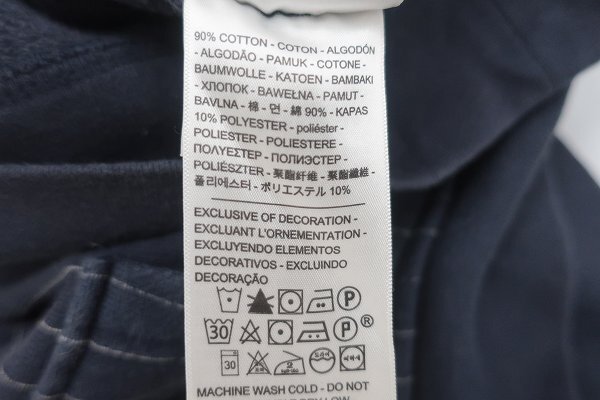 90% COTTON - COTON - ALGODÓN
- ALGODÃO - PAMUK - COTONE -
BAUMWOLLE - KATOEN - BAMBAKI
- ХЛОПОК - BAWEŁNA - PAMUT -
BAVLNA - 棉 - 면 - 綿 90% - KAPAS
10% POLYESTER - poliéster -
POLIESTER - POLIESTERE -
ΠΟΛΥΕΣΤΕΡ - ПОЛИЭСТЕР -
POLIÉSZTER - 聚酯纤维 - 聚酯纖維 -
폴리에스터 - ポリエステル 10%
EXCLUSIVE OF DECORATION -
EXCLUANT L'ORNEMENTATION -
EXCLUYENDO ELEMENTOS
DECORATIVOS - EXCLUINDO
DECORAÇÃO
P
30 P ®
30
MACHINE WASH COLD - DO NOT